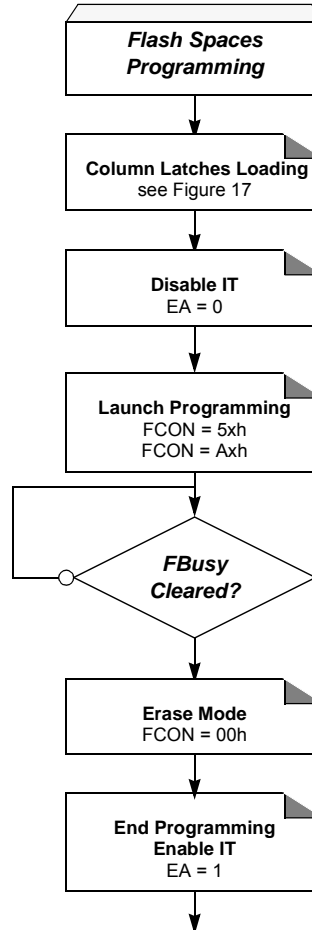 Flash Spaces
Programming
Column Latches Loading
see Figure 17
Disable IT
EA = 0
Launch Programming
FCON = 5xh
FCON = Axh
FBusy
Cleared?
Erase Mode
FCON = 00h
End Programming
Enable IT
EA = 1